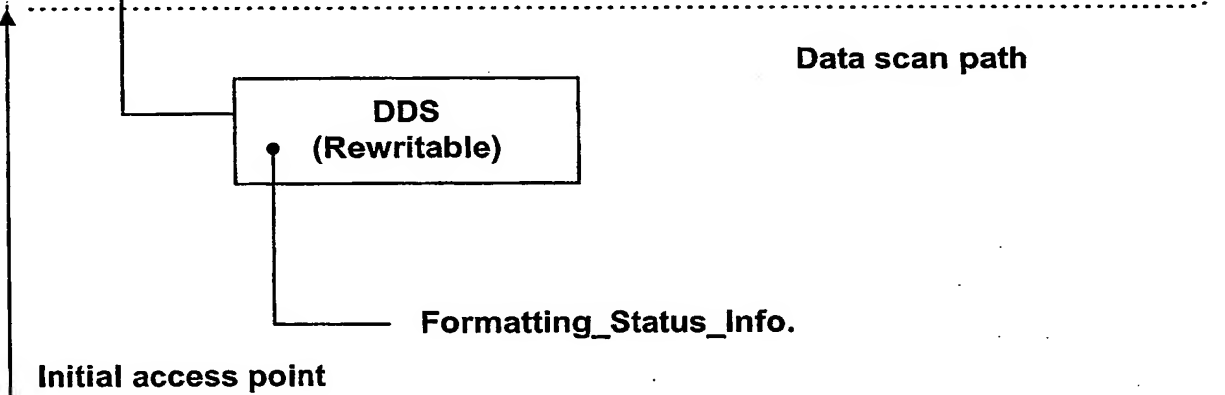 Data scan path
DDS
(Rewritable)
Formatting_Status_Info.
Initial access point